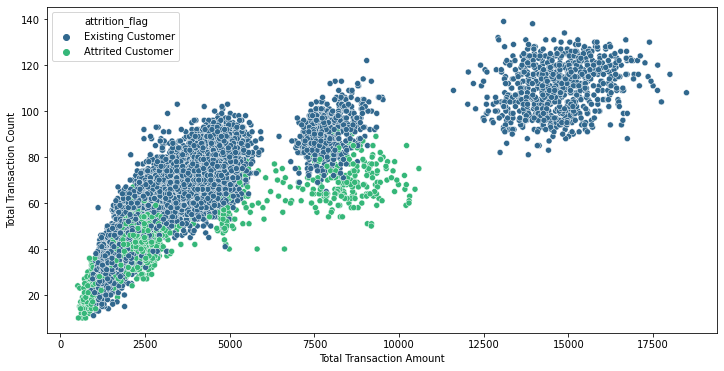 attrition_flag
Existing Customer
Attrited Customer
140
120
100
80
60
40
20
Total Transaction Count
0 2500 5000 7500 10000 12500 15000 17500
Total Transaction Amount